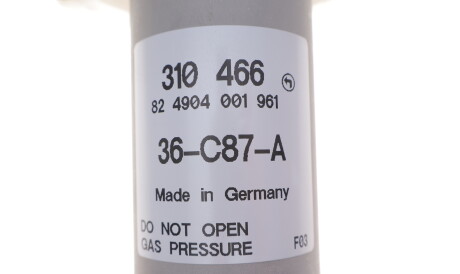 310 466
82 4904 001 961
36-C87-A
Made in Germany
DO NOT OPEN
GAS PRESSURE F03